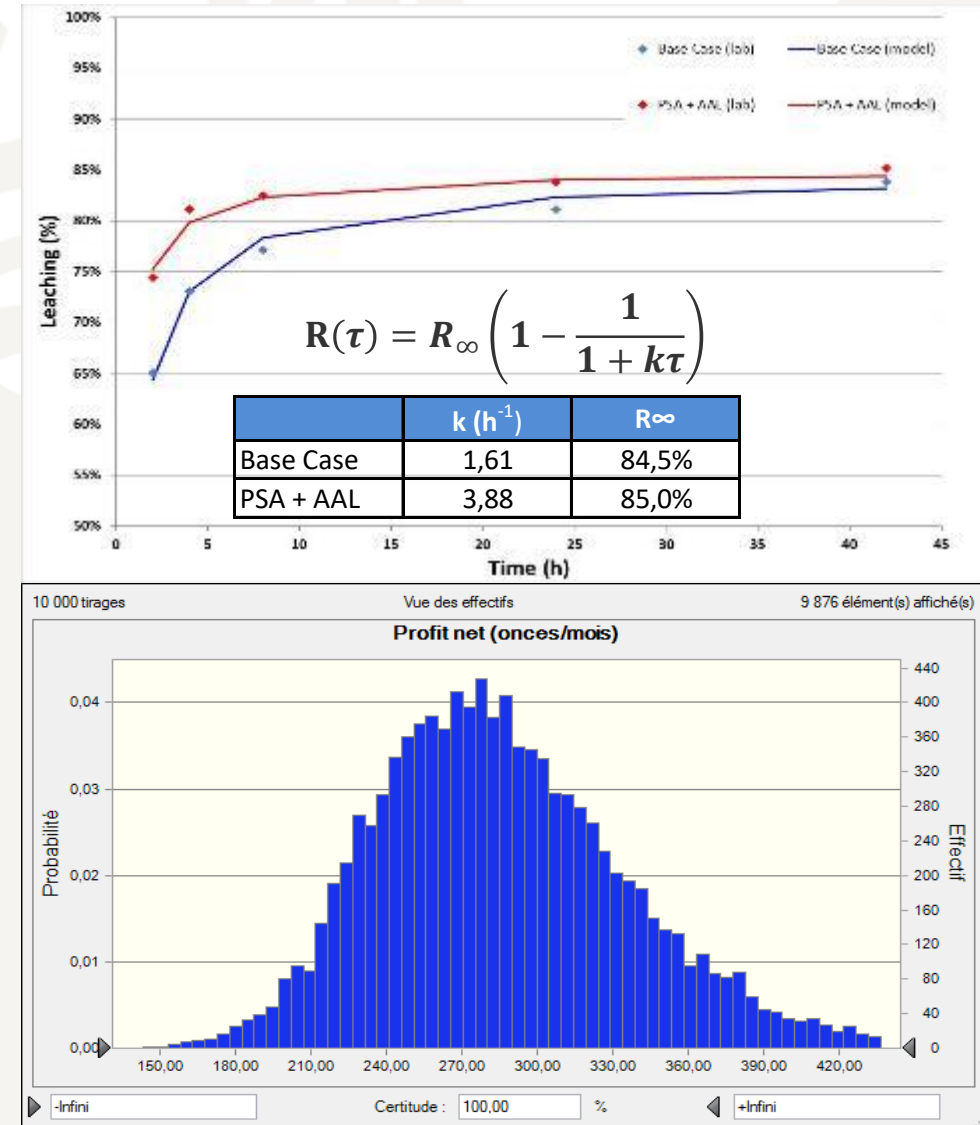 100%
95%
90%
85%
80%
75%
70%
65%
60%
55%
50%
Leaching (%)
Base Case (lab) Base Case (model)
PSA + AAL (lab) PSA + AAL (model)
R(τ) = R∞ (1 − 1 / (1 + kτ))
k (h⁻¹) R∞
Base Case 1,61 84,5%
PSA + AAL 3,88 85,0%
0 5 10 15 20 25 30 35 40 45
Time (h)
10 000 tirages Vue des effectifs 9 876 élément(s) affiché(s)
Profit net (onces/mois)
0,04
0,03
0,02
0,01
0,00
Probabilité
440
400
360
320
280
240
200
160
120
80
40
0
Effectif
150,00 180,00 210,00 240,00 270,00 300,00 330,00 360,00 390,00 420,00
-Infini Certitude : 100,00 % +Infini